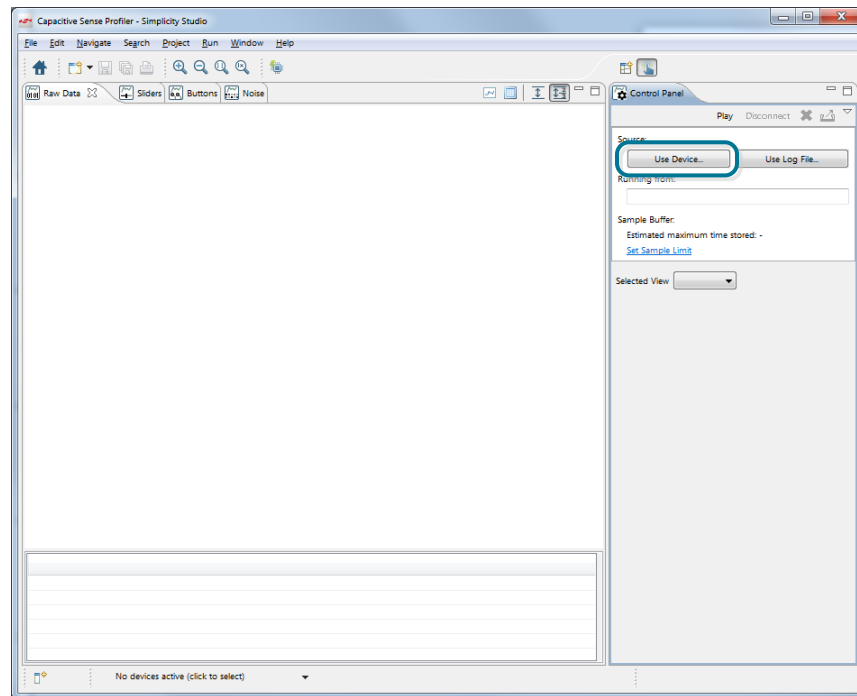 Capacitive Sense Profiler - Simplicity Studio
File Edit Navigate Search Project Run Window Help
Raw Data Sliders Buttons Noise
Control Panel
Play Disconnect
Source:
Use Device... Use Log File...
Running from:
Sample Buffer:
Estimated maximum time stored: -
Set Sample Limit
Selected View
No devices active (click to select)